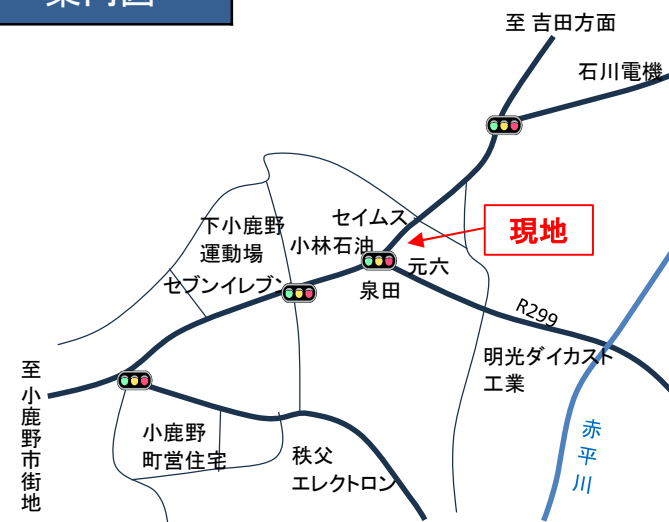 案内図
至 吉田方面
石川電機
下小鹿野
運動場
セイムス
小林石油
現地
セブンイレブン
元六
泉田
R299
明光ダイカスト
工業
至 小鹿野市街地
小鹿野
町営住宅
秩父
エレクトロン
赤平川